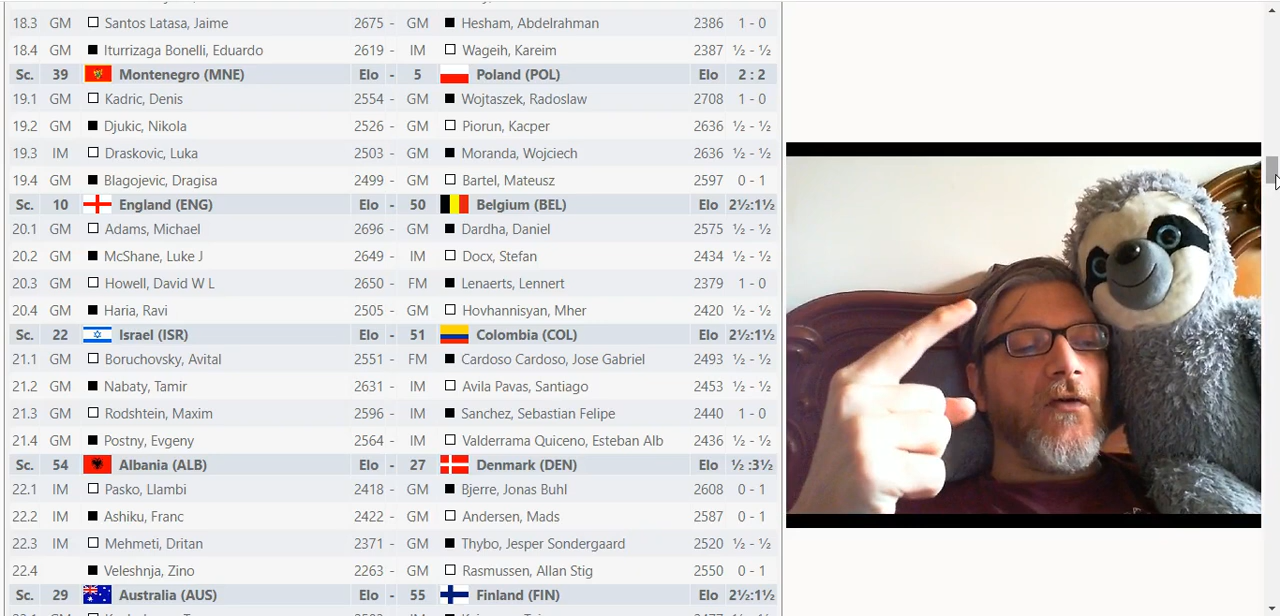 18.3 GM Santos Latasa, Jaime 2675 - GM Hesham, Abdelrahman 2386 1 - 0
18.4 GM Iturrizaga Bonelli, Eduardo 2619 - IM Wageih, Kareim 2387 ½ - ½
Sc. 39 Montenegro (MNE) Elo - 5 Poland (POL) Elo 2 : 2
19.1 GM Kadric, Denis 2554 - GM Wojtaszek, Radoslaw 2708 1 - 0
19.2 GM Djukic, Nikola 2526 - GM Piorun, Kacper 2636 ½ - ½
19.3 IM Draskovic, Luka 2503 - GM Moranda, Wojciech 2636 ½ - ½
19.4 GM Blagojevic, Dragisa 2499 - GM Bartel, Mateusz 2597 0 - 1
Sc. 10 England (ENG) Elo - 50 Belgium (BEL) Elo 2½:1½
20.1 GM Adams, Michael 2696 - GM Dardha, Daniel 2575 ½ - ½
20.2 GM McShane, Luke J 2649 - IM Docx, Stefan 2434 ½ - ½
20.3 GM Howell, David W L 2650 - FM Lenaerts, Lennert 2379 1 - 0
20.4 GM Haria, Ravi 2505 - GM Hovhannisyan, Mher 2420 ½ - ½
Sc. 22 Israel (ISR) Elo - 51 Colombia (COL) Elo 2½:1½
21.1 GM Boruchovsky, Avital 2551 - FM Cardoso Cardoso, Jose Gabriel 2493 ½ - ½
21.2 GM Nabaty, Tamir 2631 - IM Avila Pavas, Santiago 2453 ½ - ½
21.3 GM Rodshtein, Maxim 2596 - IM Sanchez, Sebastian Felipe 2440 1 - 0
21.4 GM Postny, Evgeny 2564 - IM Valderrama Quiceno, Esteban Alb 2436 ½ - ½
Sc. 54 Albania (ALB) Elo - 27 Denmark (DEN) Elo ½ :3½
22.1 IM Pasko, Llambi 2418 - GM Bjerre, Jonas Buhl 2608 0 - 1
22.2 IM Ashiku, Franc 2422 - GM Andersen, Mads 2587 0 - 1
22.3 IM Mehmeti, Dritan 2371 - GM Thybo, Jesper Sondergaard 2520 ½ - ½
22.4 Veleshnja, Zino 2263 - GM Rasmussen, Allan Stig 2550 0 - 1
Sc. 29 Australia (AUS) Elo - 55 Finland (FIN) Elo 2½:1½